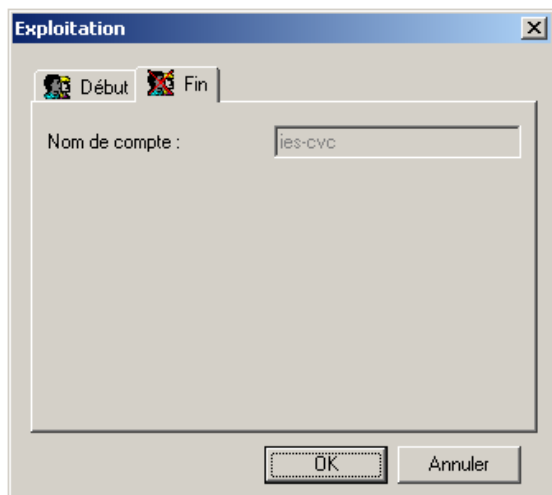 Exploitation
Début Fin
Nom de compte : ies-cvc
OK Annuler